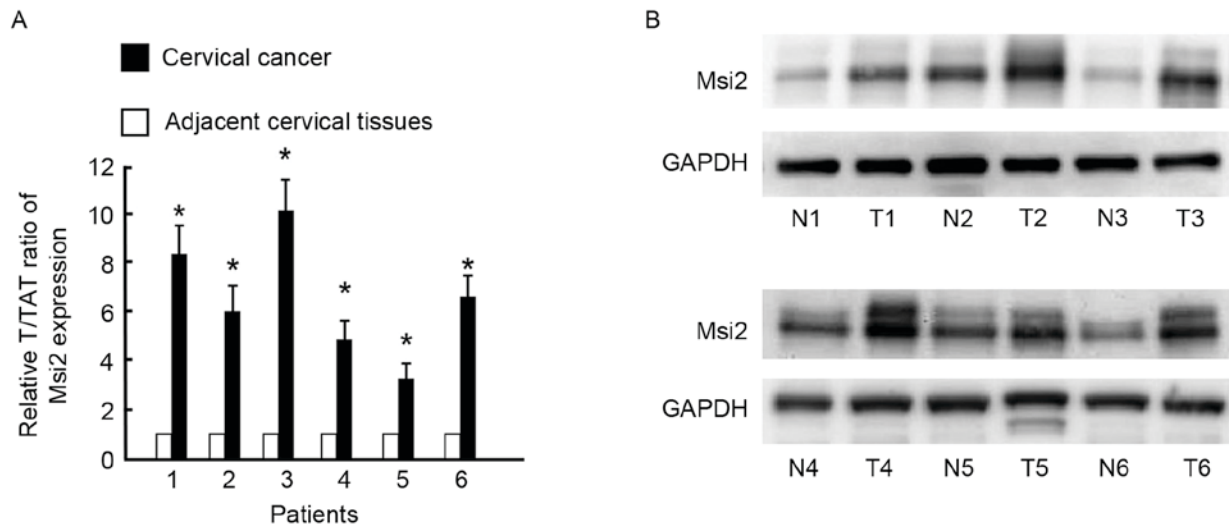 A
Cervical cancer
Adjacent cervical tissues
Relative T/TAT ratio of
Msi2 expression
12
10
8
6
4
2
0
* * * * * *
1 2 3 4 5 6
Patients
B
Msi2
GAPDH
N1 T1 N2 T2 N3 T3
Msi2
GAPDH
N4 T4 N5 T5 N6 T6